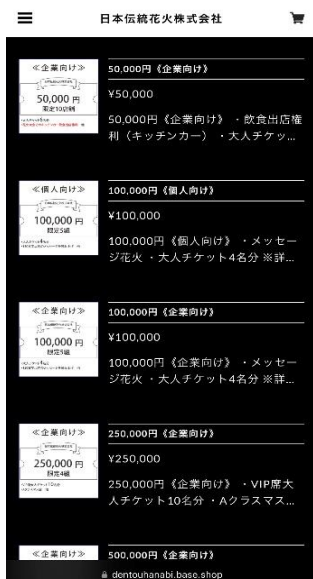 日本伝統花火株式会社
≪企業向け≫
50,000 円
限定10店舗
50,000円《企業向け》
¥50,000
50,000円《企業向け》 ・飲食出店権
利（キッチンカー） ・大人チケッ...
≪個人向け≫
100,000 円
限定5組
100,000円《個人向け》
¥100,000
100,000円《個人向け》 ・メッセー
ジ花火 ・大人チケット4名分 ※詳...
≪企業向け≫
100,000 円
限定5組
100,000円《企業向け》
¥100,000
100,000円《企業向け》 ・メッセー
ジ花火 ・大人チケット4名分 ※詳...
≪企業向け≫
250,000 円
限定4組
250,000円《企業向け》
¥250,000
250,000円《企業向け》 ・VIP席大
人チケット10名分 ・Aクラスマス...
≪企業向け≫
500,000円《企業向け》
dentouhanabi.base.shop